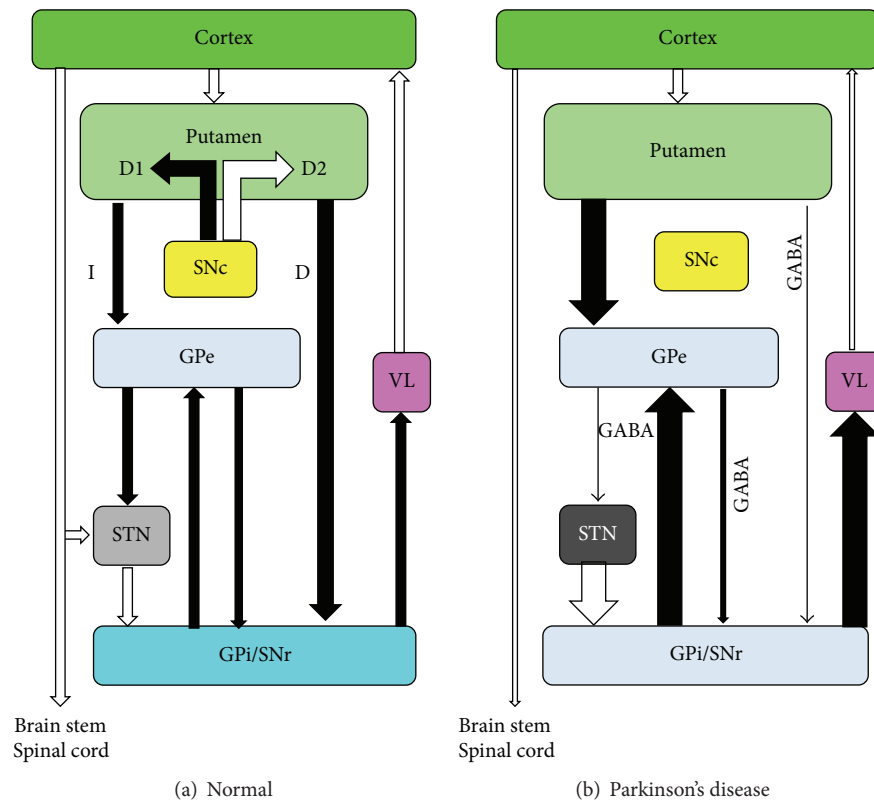 Cortex
Putamen
D1
D2
SNc
I
D
GPe
VL
STN
GPi/SNr
Brain stem
Spinal cord
(a) Normal
Cortex
Putamen
SNc
GABA
GPe
VL
GABA
GABA
STN
GPi/SNr
Brain stem
Spinal cord
(b) Parkinson's disease